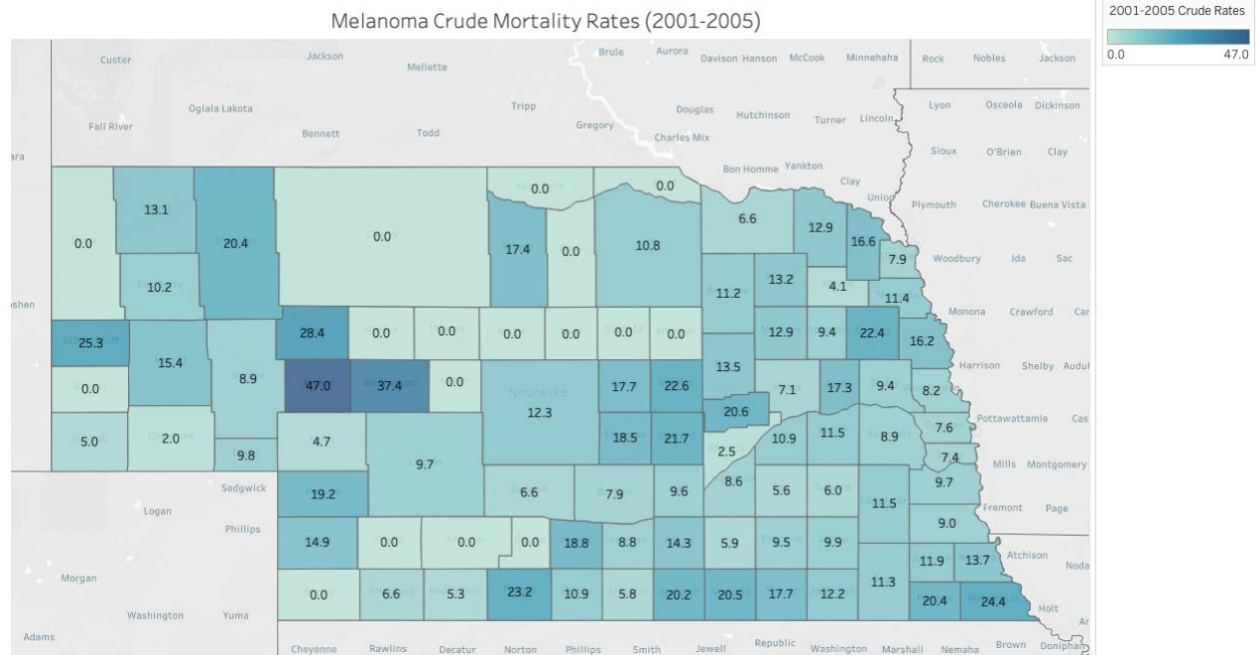 Melanoma Crude Mortality Rates (2001-2005)
2001-2005 Crude Rates
0.0 47.0
Custer Jackson Mellette Brule Aurora Davison Hanson McCook Minnehaha Rock Nobles Jackson
Oglala Lakota Tripp Douglas Hutchinson Turner Lincoln Lyon Osceola Dickinson
Fall River Bennett Todd Gregory Charles Mix Sioux O'Brien Clay
Bon Homme Yankton Clay Union Plymouth Cherokee Buena Vista
0.0 0.0
0.0 13.1 20.4 0.0 17.4 0.0 10.8 6.6 12.9 16.6 7.9 Woodbury Ida Sac
10.2 11.2 13.2 4.1 11.4 Monona Crawford
25.3 15.4 8.9 28.4 0.0 0.0 0.0 0.0 0.0 0.0 12.9 9.4 22.4 16.2
Harrison Shelby
0.0 47.0 37.4 0.0 Nebraska 12.3 17.7 22.6 13.5 7.1 17.3 9.4 8.2
20.6 Pottawattamie
5.0 2.0 9.8 4.7 9.7 18.5 21.7 2.5 10.9 11.5 8.9 7.6
7.4 Mills Montgomery
Sedgwick 19.2 6.6 7.9 9.6 8.6 5.6 6.0 11.5 9.7
Logan Phillips Fremont Page
9.0
14.9 0.0 0.0 0.0 18.8 8.8 14.3 5.9 9.5 9.9 11.3 11.9 13.7 Atchison
Morgan
0.0 6.6 5.3 23.2 10.9 5.8 20.2 20.5 17.7 12.2 20.4 24.4 Holt
Washington Yuma
Adams Cheyenne Rawlins Decatur Norton Phillips Smith Jewell Republic Washington Marshall Nemaha Brown Doniphan